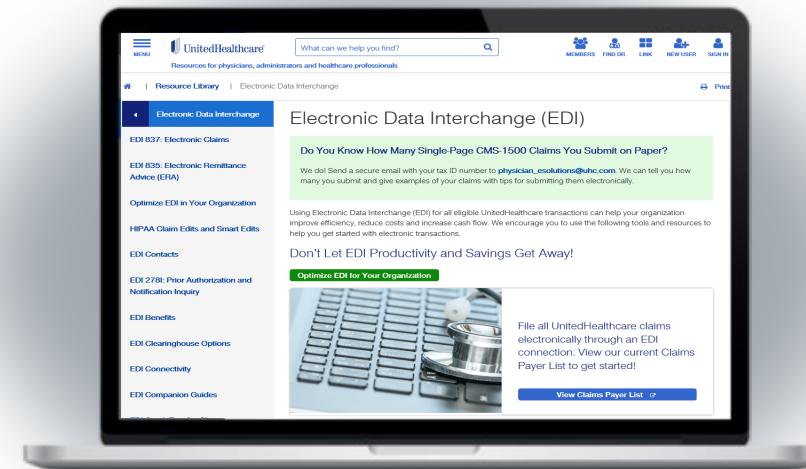 MENU
UnitedHealthcare®
What can we help you find?
MEMBERS FIND DR. LINK NEW USER SIGN IN
Resources for physicians, administrators and healthcare professionals
| Resource Library | Electronic Data Interchange
Print
Electronic Data Interchange
EDI 837: Electronic Claims
EDI 835: Electronic Remittance
Advice (ERA)
Optimize EDI in Your Organization
HIPAA Claim Edits and Smart Edits
EDI Contacts
EDI 278I: Prior Authorization and
Notification Inquiry
EDI Benefits
EDI Clearinghouse Options
EDI Connectivity
EDI Companion Guides
Electronic Data Interchange (EDI)
Do You Know How Many Single-Page CMS-1500 Claims You Submit on Paper?
We do! Send a secure email with your tax ID number to physician_esolutions@uhc.com. We can tell you how
many you submit and give examples of your claims with tips for submitting them electronically.
Using Electronic Data Interchange (EDI) for all eligible UnitedHealthcare transactions can help your organization
improve efficiency, reduce costs and increase cash flow. We encourage you to use the following tools and resources to
help you get started with electronic transactions.
Don't Let EDI Productivity and Savings Get Away!
Optimize EDI for Your Organization
File all UnitedHealthcare claims
electronically through an EDI
connection. View our current Claims
Payer List to get started!
View Claims Payer List